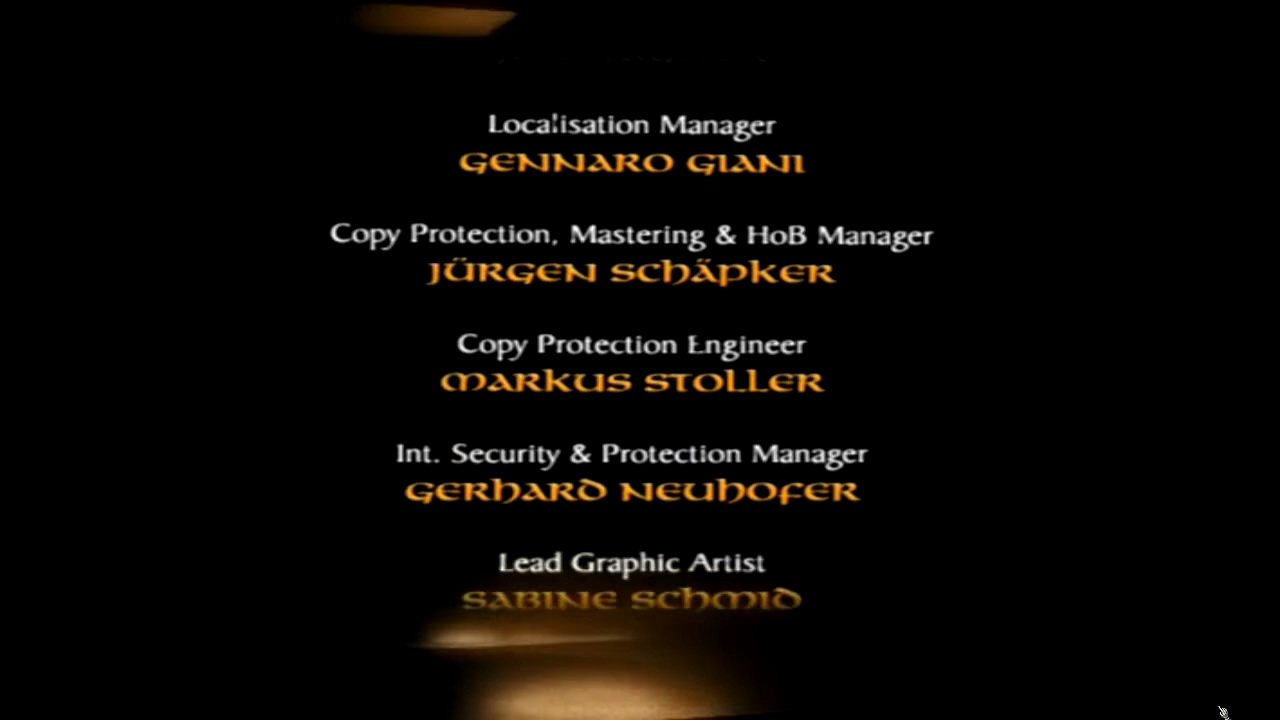 Localisation Manager
GENNARO GIANI
Copy Protection, Mastering & HoB Manager
JÜRGEN SCHÄPKER
Copy Protection Engineer
MARKUS STOLLER
Int. Security & Protection Manager
GERHARD NEUHOFER
Lead Graphic Artist
SABINE SCHMID